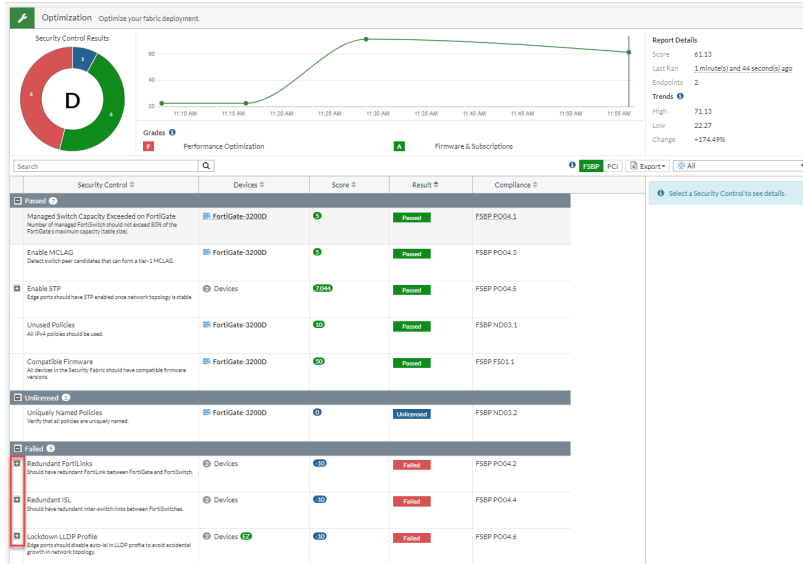 Optimization Optimize your fabric deployment.
Security Control Results
1
6
6
D
60
40
20
11:10 AM 11:15 AM 11:20 AM 11:25 AM 11:30 AM 11:35 AM 11:40 AM 11:45 AM 11:50 AM 11:55 AM
Grades
F Performance Optimization A Firmware & Subscriptions
Report Details
Score 61.13
Last Ran 1 minute(s) and 44 second(s) ago
Endpoints 2
Trends
High 71.13
Low 22.27
Change +174.49%
Search FSBP PCI Export All
Security Control Devices Score Result Compliance
Select a Security Control to see details.
Passed
Managed Switch Capacity Exceeded on FortiGate FortiGate-3200D 5 Passed FSBP PO04.1
Number of managed FortiSwitch should not exceed 80% of the
FortiGate's maximum capacity (table size).
Enable MCLAG FortiGate-3200D 5 Passed FSBP PO04.3
Detect switch peer candidates that can form a tier-1 MCLAG.
Enable STP 2 Devices 7,044 Passed FSBP PO04.5
Edge ports should have STP enabled once network topology is stable.
Unused Policies FortiGate-3200D 10 Passed FSBP ND03.1
All IPv4 policies should be used.
Compatible Firmware FortiGate-3200D 50 Passed FSBP FS01.1
All devices in the Security Fabric should have compatible firmware
versions.
Unlicensed 1
Uniquely Named Policies FortiGate-3200D 0 Unlicensed FSBP ND03.2
Verify that all policies are uniquely named.
Failed
Redundant FortiLinks 2 Devices -10 Failed FSBP PO04.2
Should have redundant FortiLink between FortiGate and FortiSwitch.
Redundant ISL 2 Devices -10 Failed FSBP PO04.4
Should have redundant inter-switch links between FortiSwitches.
Lockdown LLDP Profile 2 Devices EZ -10 Failed FSBP PO04.6
Edge ports should disable auto-isl in LLDP profile to avoid accidental
growth in network topology.